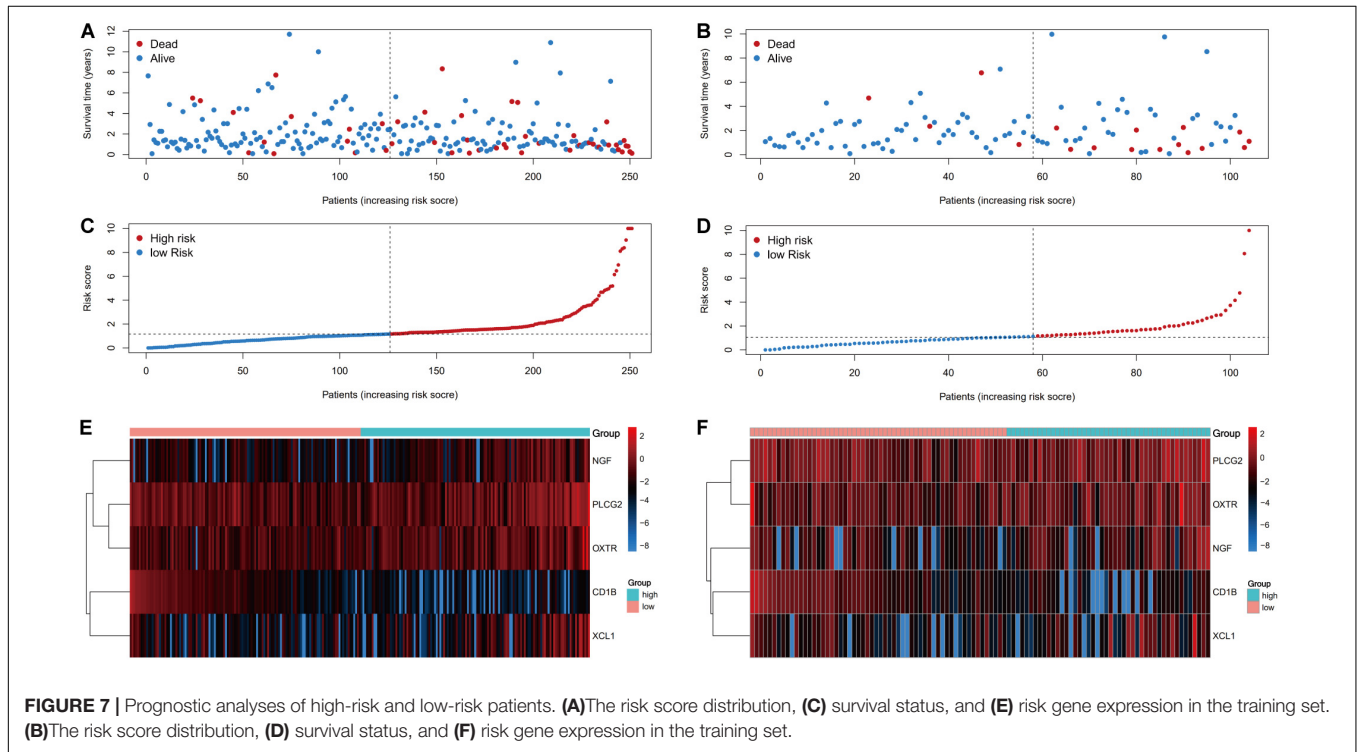 A
Dead
Alive
Survival time (years)
12
10
8
6
4
2
0
0 50 100 150 200 250
Patients (increasing risk socre)
B
Dead
Alive
Survival time (years)
10
8
6
4
2
0
0 20 40 60 80 100
Patients (increasing risk socre)
C
High risk
low Risk
Risk score
10
8
6
4
2
0
0 50 100 150 200 250
Patients (increasing risk socre)
D
High risk
low Risk
Risk score
10
8
6
4
2
0
0 20 40 60 80 100
Patients (increasing risk socre)
E
Group
NGF
PLCG2
OXTR
CD1B
XCL1
2
0
−2
−4
−6
−8
Group
high
low
F
Group
PLCG2
OXTR
NGF
CD1B
XCL1
2
0
−2
−4
−6
−8
Group
high
low
FIGURE 7 | Prognostic analyses of high-risk and low-risk patients. (A)The risk score distribution, (C) survival status, and (E) risk gene expression in the training set.
(B)The risk score distribution, (D) survival status, and (F) risk gene expression in the training set.